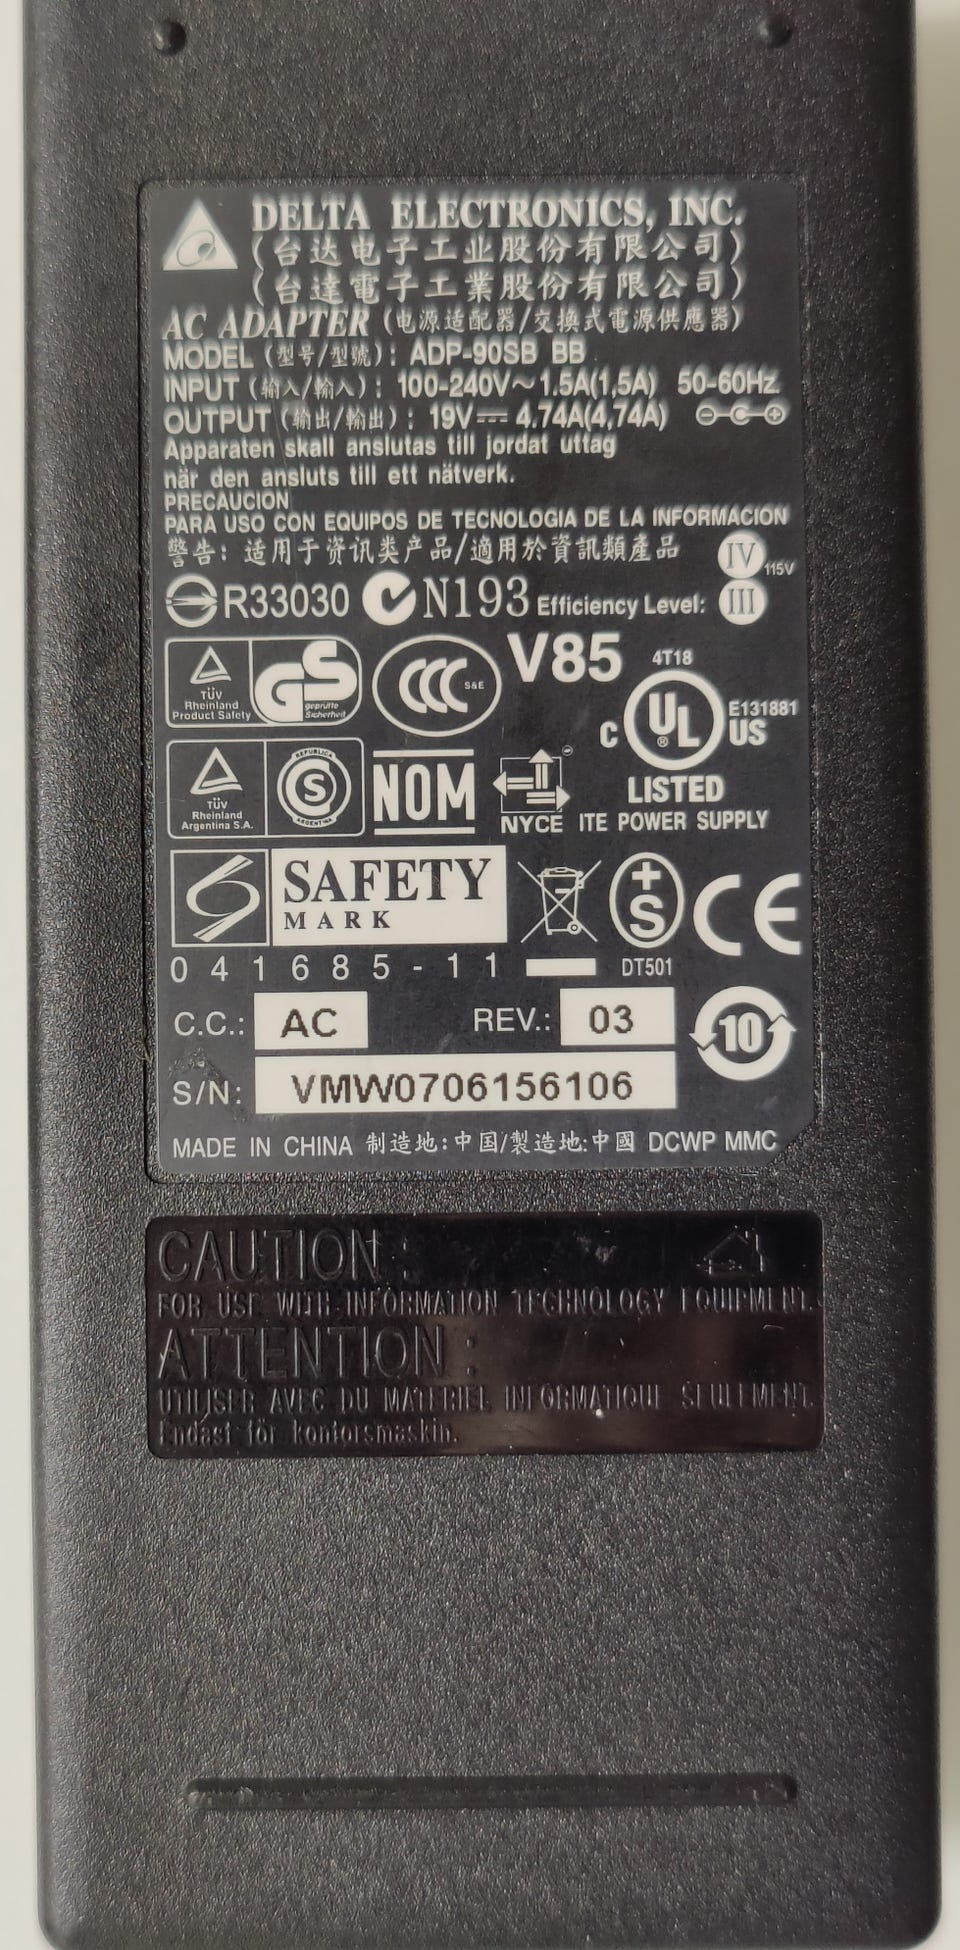 DELTA ELECTRONICS, INC.
(台达电子工业股份有限公司)
(台達電子工業股份有限公司)
AC ADAPTER (电源适配器/交換式電源供應器)
MODEL (型号/型號): ADP-90SB BB
INPUT (输入/輸入): 100-240V~1.5A(1,5A) 50-60Hz.
OUTPUT (输出/輸出): 19V⎓4.74A(4,74A)
Apparaten skall anslutas till jordat uttag
när den ansluts till ett nätverk.
PRECAUCION
PARA USO CON EQUIPOS DE TECNOLOGIA DE LA INFORMACION
警告: 适用于资讯类产品/適用於資訊類產品
IV 115V
R33030 N193 Efficiency Level: III
TÜV
Rheinland
Product Safety
GS
geprüfte
Sicherheit
CCC S&E
V85
4T18
C UL ® US
E131881
LISTED
ITE POWER SUPPLY
TÜV
Rheinland
Argentina S.A.
REPUBLICA
S
ARGENTINA
NOM
NYCE
SAFETY
MARK
041685-11
+S
DT501
CE
C.C.: AC REV.: 03
10
S/N: VMW0706156106
MADE IN CHINA 制造地:中国/製造地:中國 DCWP MMC
CAUTION :
FOR USE WITH INFORMATION TECHNOLOGY EQUIPMENT.
ATTENTION :
UTILISER AVEC DU MATERIEL INFORMATIQUE SEULEMENT.
Endast för kontorsmaskin.